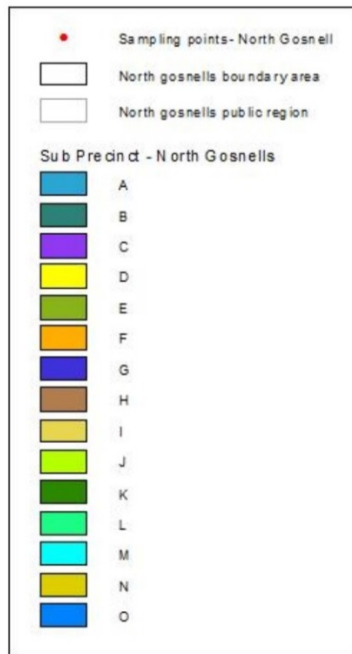 Sampling points- North Gosnell
North gosnells boundary area
North gosnells public region
Sub Precinct - North Gosnells
A
B
C
D
E
F
G
H
I
J
K
L
M
N
O